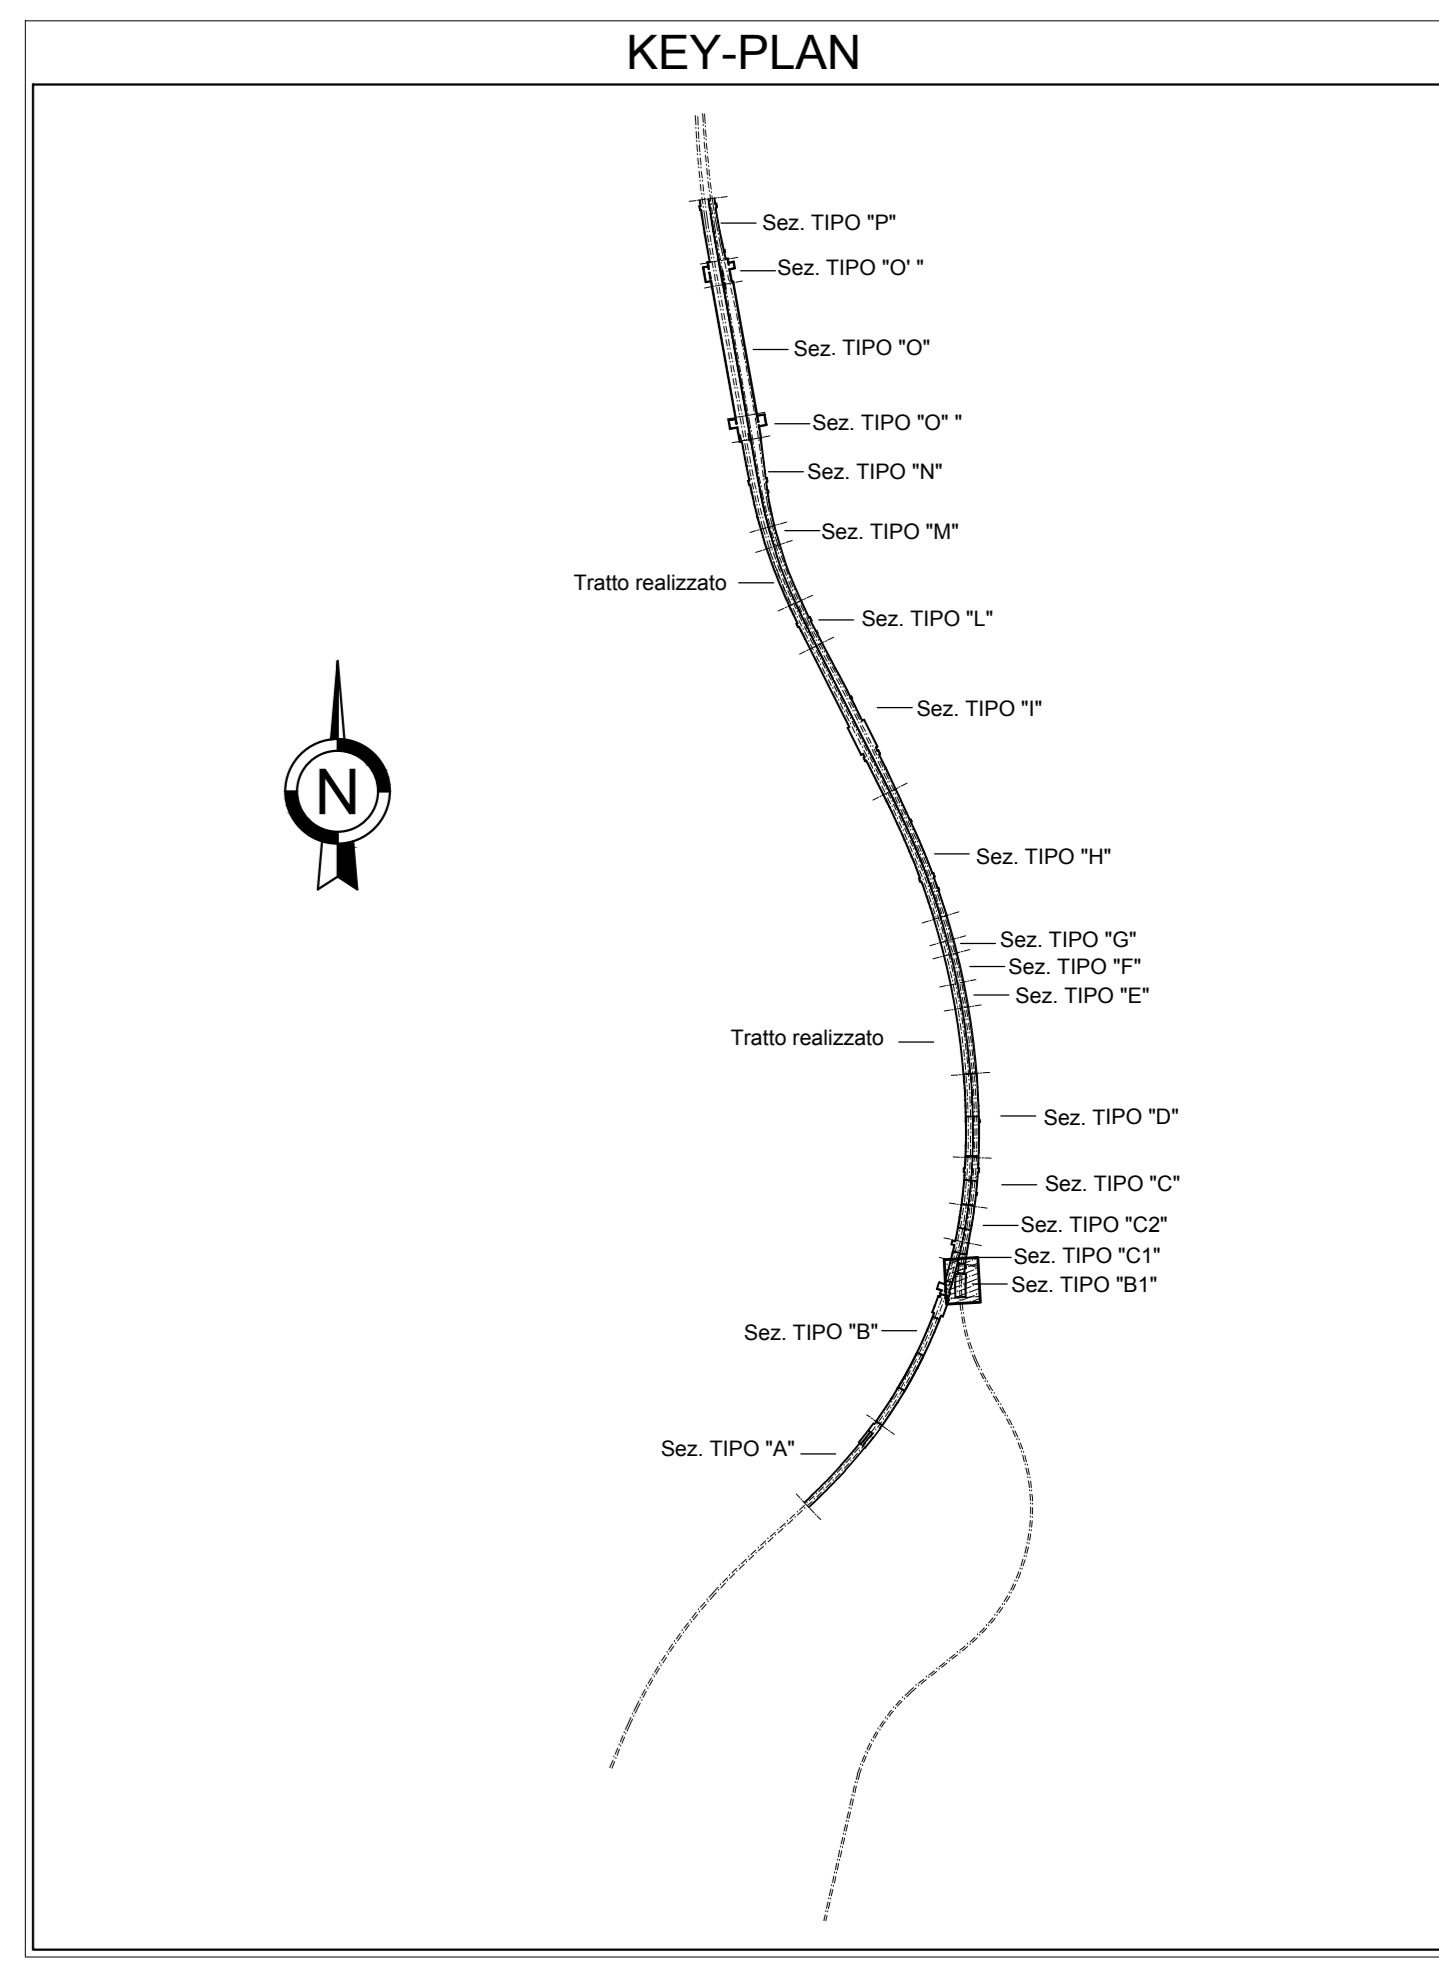 KEY-PLAN
Sez. TIPO "P"
Sez. TIPO "O' "
Sez. TIPO "O"
Sez. TIPO "O" "
Sez. TIPO "N"
Sez. TIPO "M"
Tratto realizzato
Sez. TIPO "L"
Sez. TIPO "I"
N
Sez. TIPO "H"
Sez. TIPO "G"
Sez. TIPO "F"
Sez. TIPO "E"
Tratto realizzato
Sez. TIPO "D"
Sez. TIPO "C"
Sez. TIPO "C2"
Sez. TIPO "C1"
Sez. TIPO "B1"
Sez. TIPO "B"
Sez. TIPO "A"